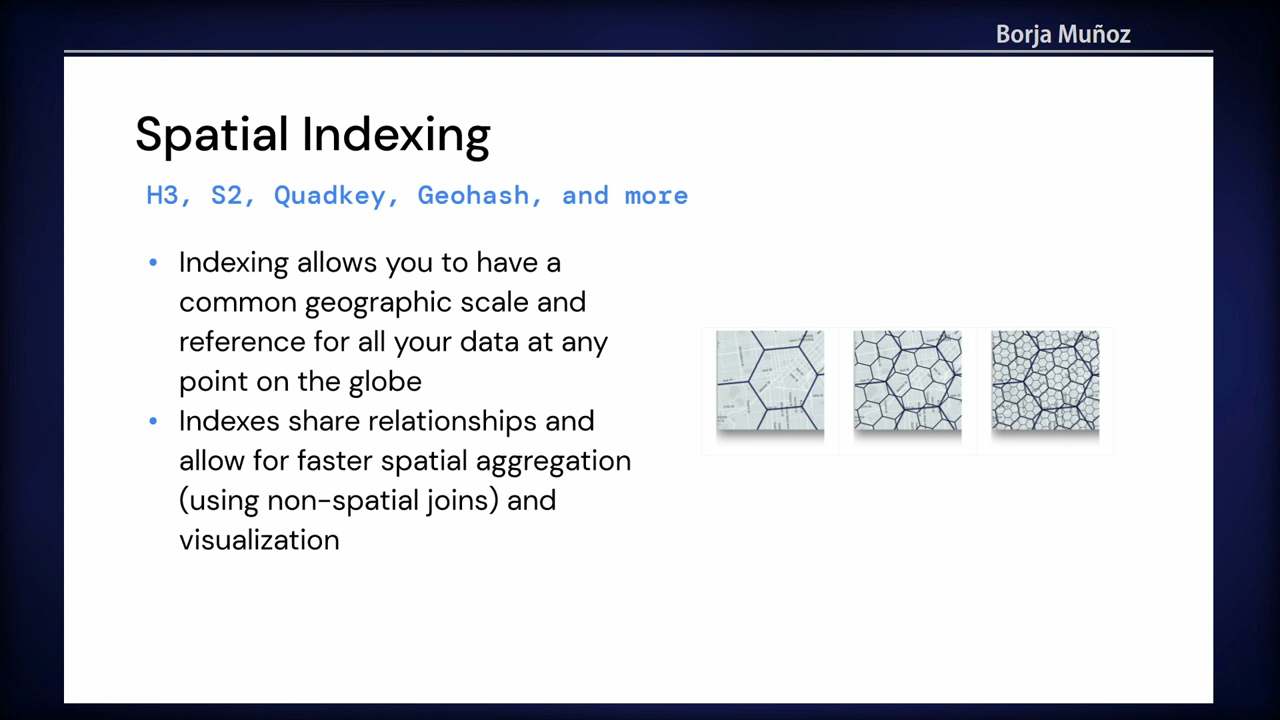 Borja Muñoz
Spatial Indexing
H3, S2, Quadkey, Geohash, and more
• Indexing allows you to have a
common geographic scale and
reference for all your data at any
point on the globe
• Indexes share relationships and
allow for faster spatial aggregation
(using non-spatial joins) and
visualization